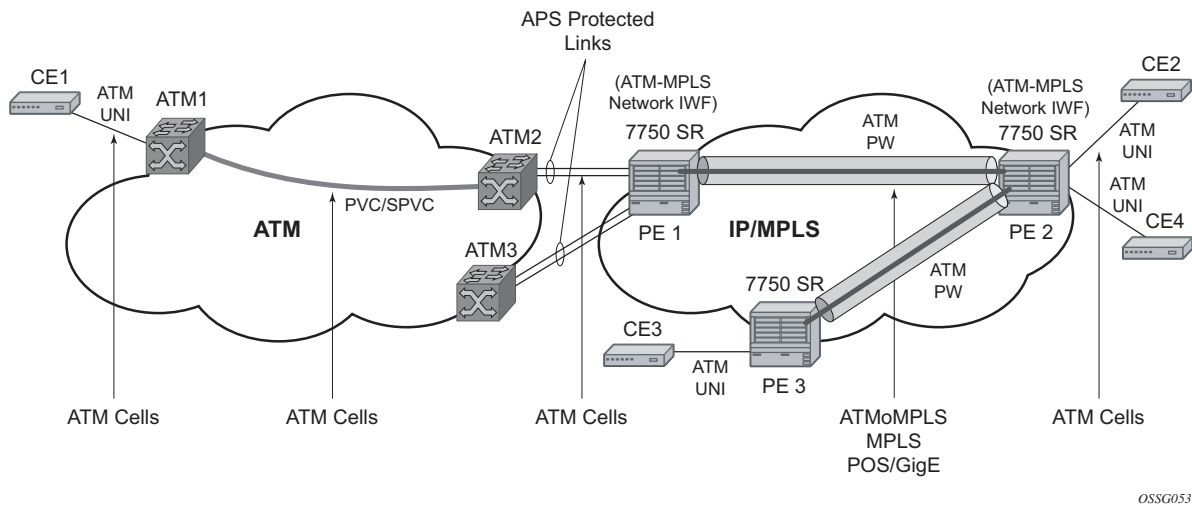 APS Protected
Links
CE1
ATM
UNI
ATM1
ATM2
(ATM-MPLS
Network IWF)
7750 SR
ATM
PW
(ATM-MPLS
Network IWF)
7750 SR
CE2
ATM
UNI
ATM
UNI
CE4
PVC/SPVC
ATM
PE 1
IP/MPLS
PE 2
ATM3
ATM
PW
7750 SR
CE3
ATM
UNI
PE 3
ATM Cells
ATM Cells
ATM Cells
ATMoMPLS
MPLS
POS/GigE
ATM Cells
OSSG053